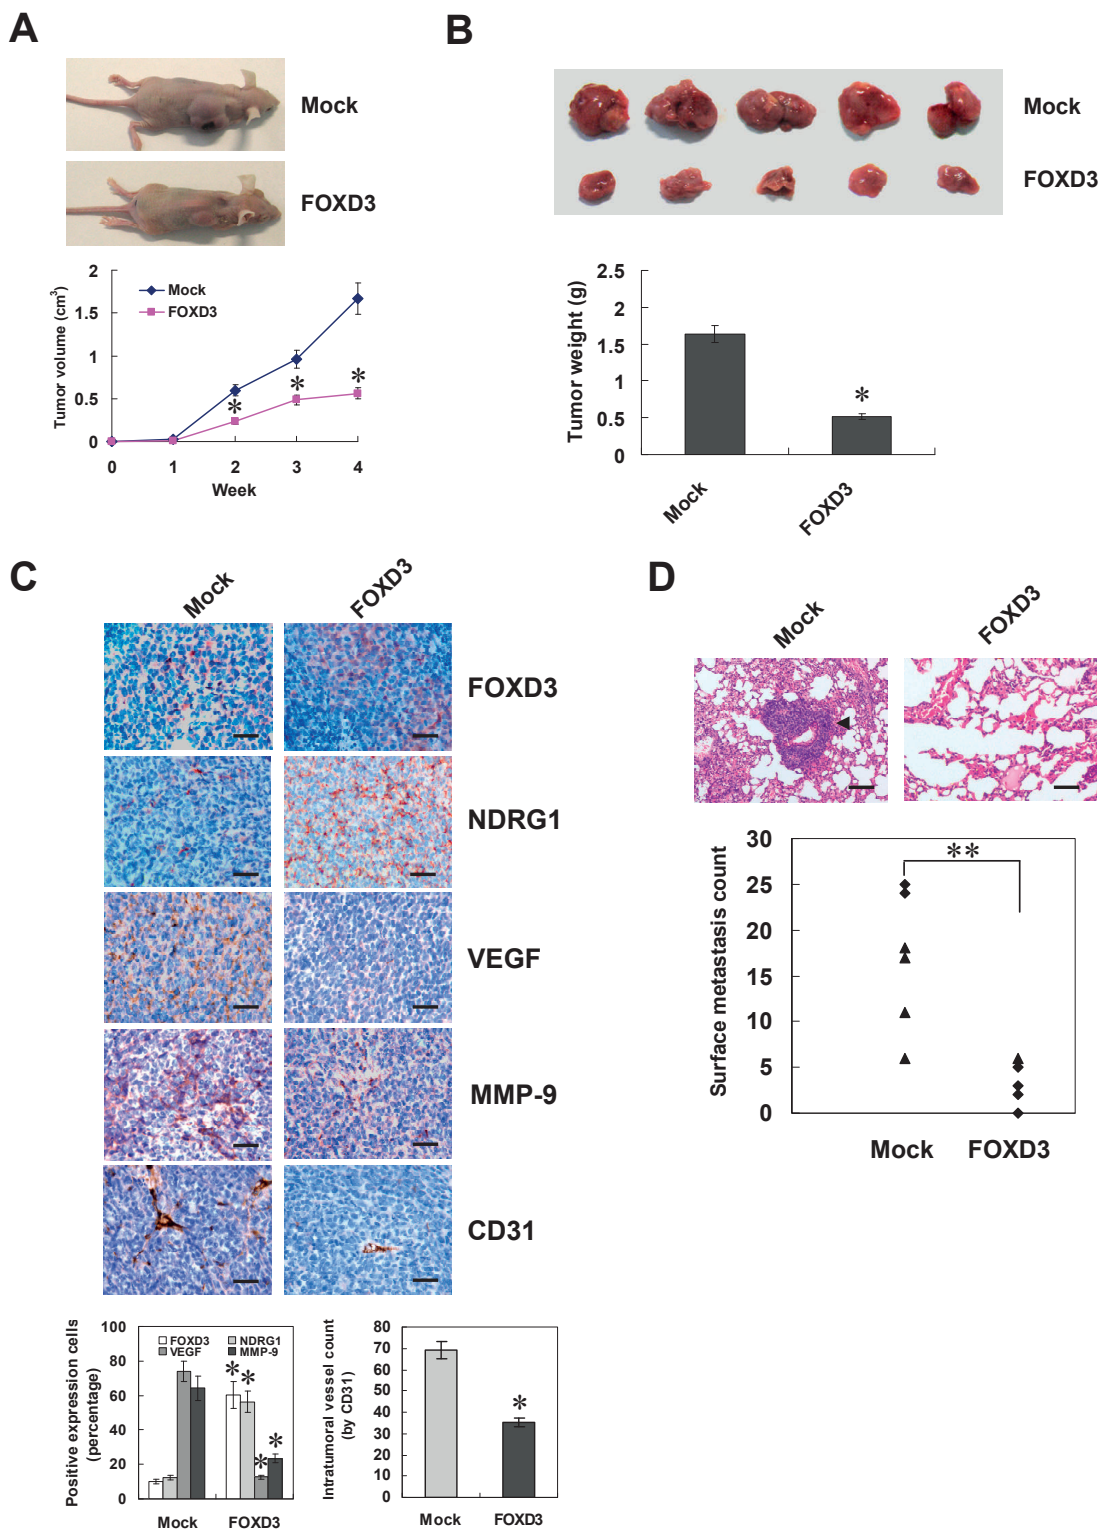 A
Mock
FOXD3
Tumor volume (cm³)
2
1.5
1
0.5
0
Mock
FOXD3
*
*
*
0 1 2 3 4
Week
B
Mock
FOXD3
Tumor weight (g)
2.5
2
1.5
1
0.5
0
*
Mock
FOXD3
C
Mock
FOXD3
FOXD3
NDRG1
VEGF
MMP-9
CD31
Positive expression cells
(percentage)
100
80
60
40
20
0
FOXD3 NDRG1
VEGF MMP-9
* * * *
Mock FOXD3
Intratumoral vessel count
(by CD31)
80
70
60
50
40
30
20
10
0
*
Mock FOXD3
D
Mock
FOXD3
Surface metastasis count
30
25
20
15
10
5
0
**
Mock FOXD3